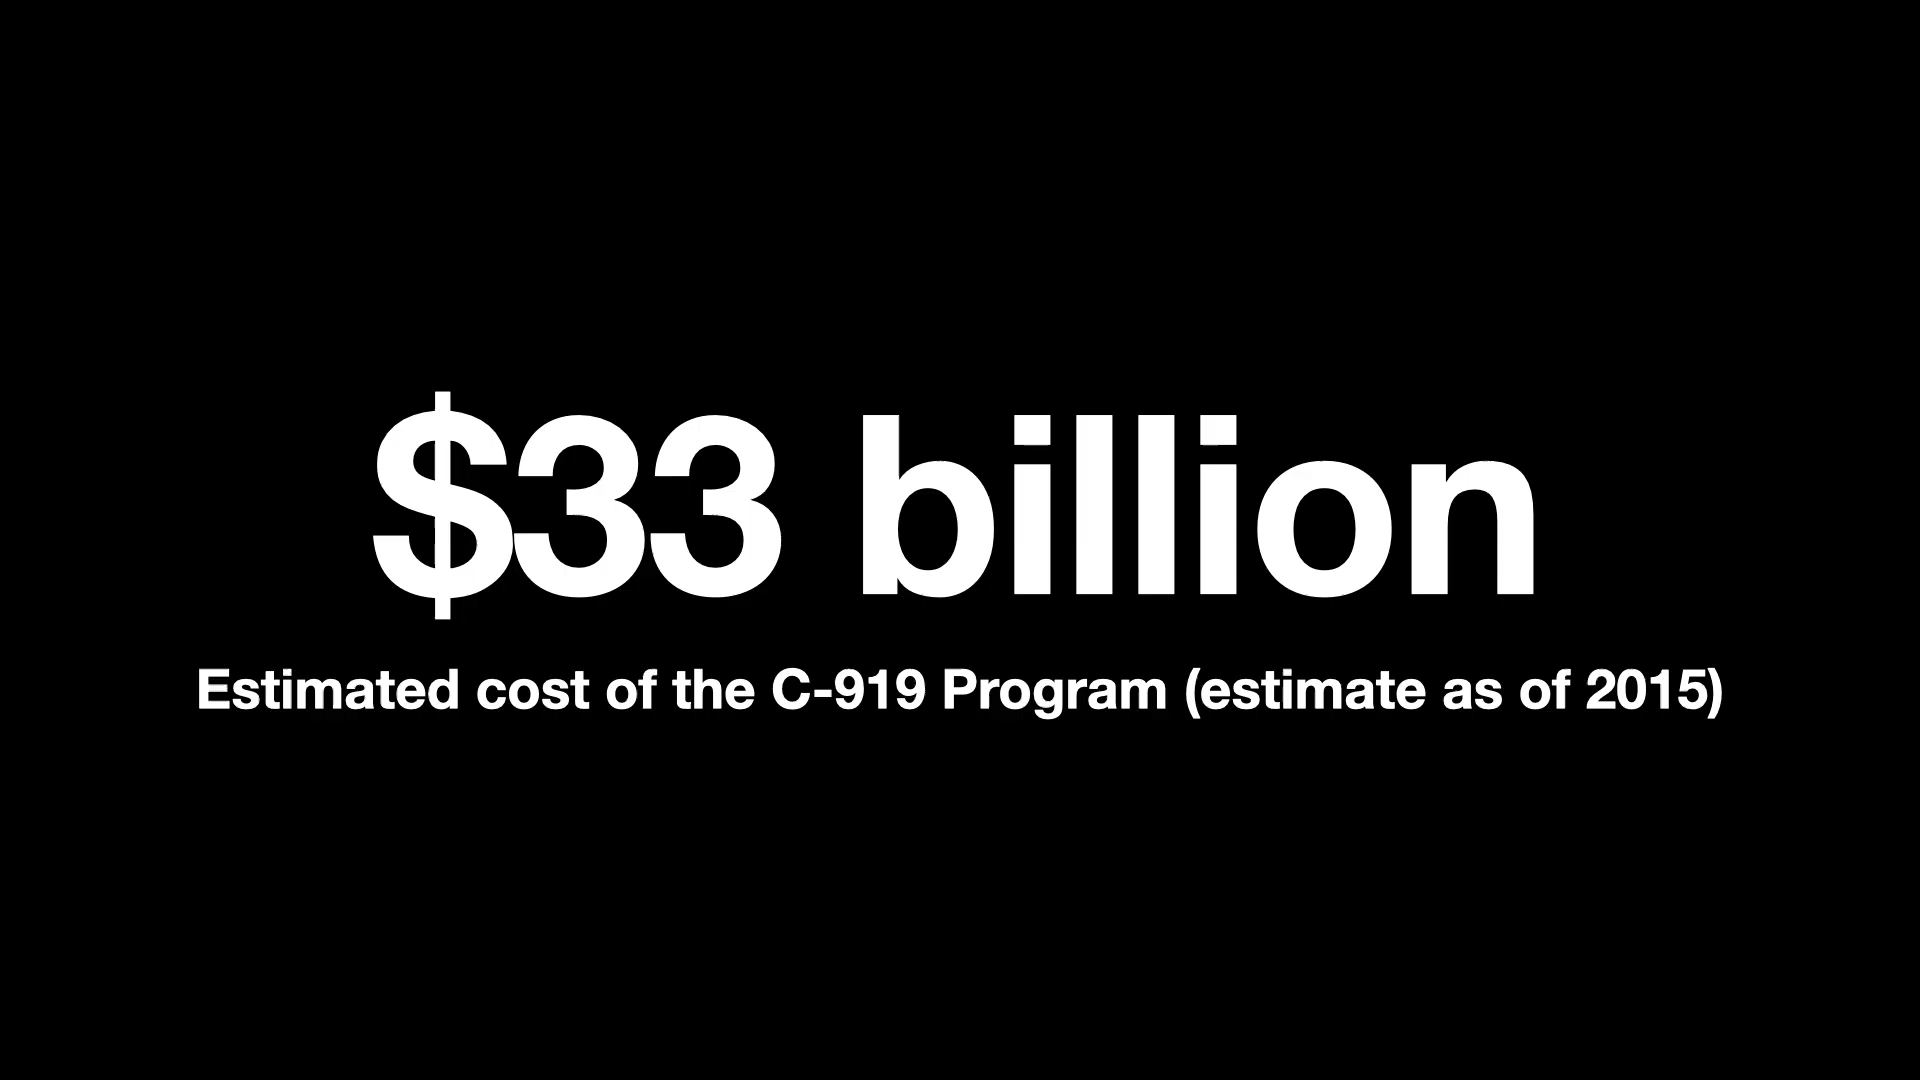 $33 billion
Estimated cost of the C-919 Program (estimate as of 2015)